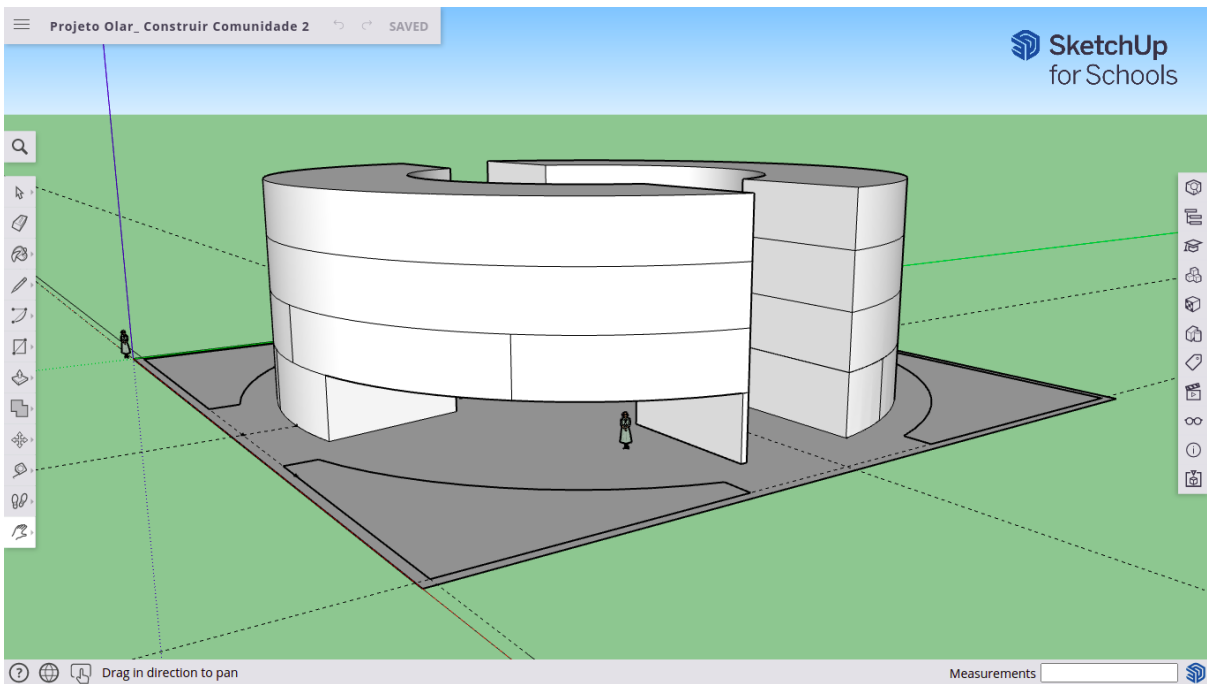 Projeto Olar_ Construir Comunidade 2 SAVED
SketchUp
for Schools
Drag in direction to pan
Measurements